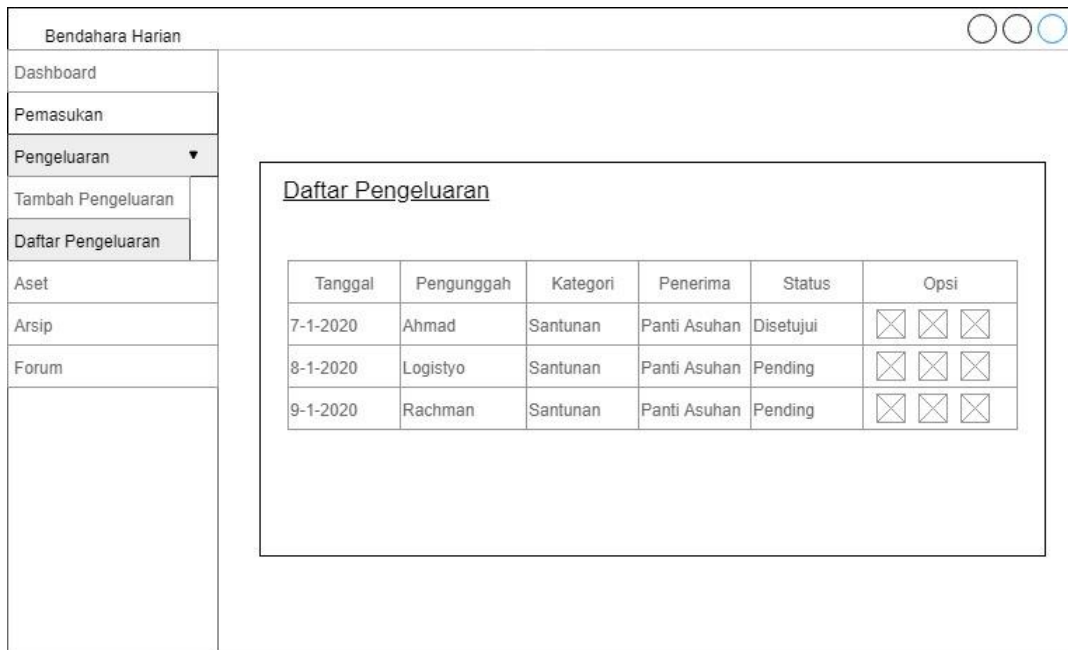 Bendahara Harian
Dashboard
Pemasukan
Pengeluaran ▼
Tambah Pengeluaran
Daftar Pengeluaran
Aset
Arsip
Forum
Daftar Pengeluaran
Tanggal Pengunggah Kategori Penerima Status Opsi
7-1-2020 Ahmad Santunan Panti Asuhan Disetujui
8-1-2020 Logistyo Santunan Panti Asuhan Pending
9-1-2020 Rachman Santunan Panti Asuhan Pending